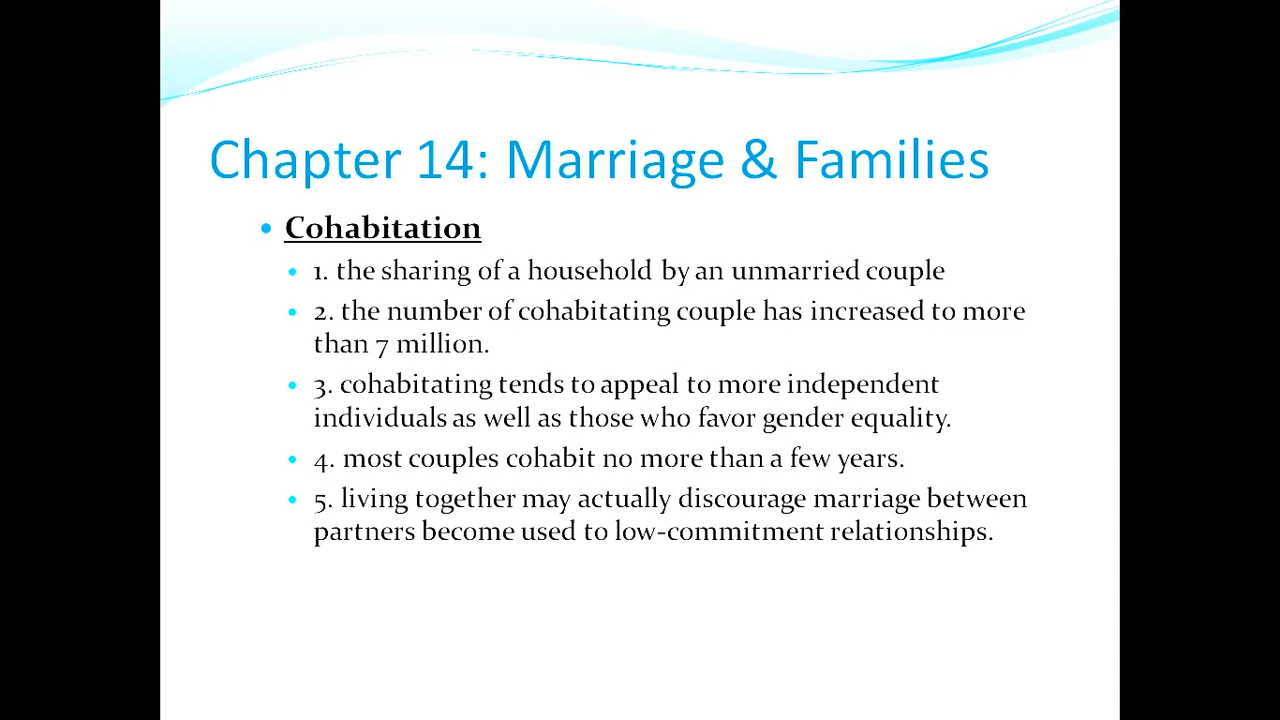 Chapter 14: Marriage & Families
• Cohabitation
• 1. the sharing of a household by an unmarried couple
• 2. the number of cohabitating couple has increased to more
than 7 million.
• 3. cohabitating tends to appeal to more independent
individuals as well as those who favor gender equality.
• 4. most couples cohabit no more than a few years.
• 5. living together may actually discourage marriage between
partners become used to low-commitment relationships.